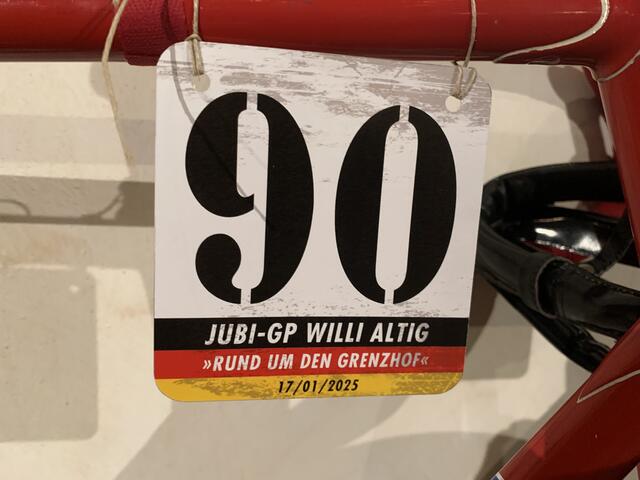 90
JUBI-GP WILLI ALTIG
»RUND UM DEN GRENZHOF«
17/01/2025